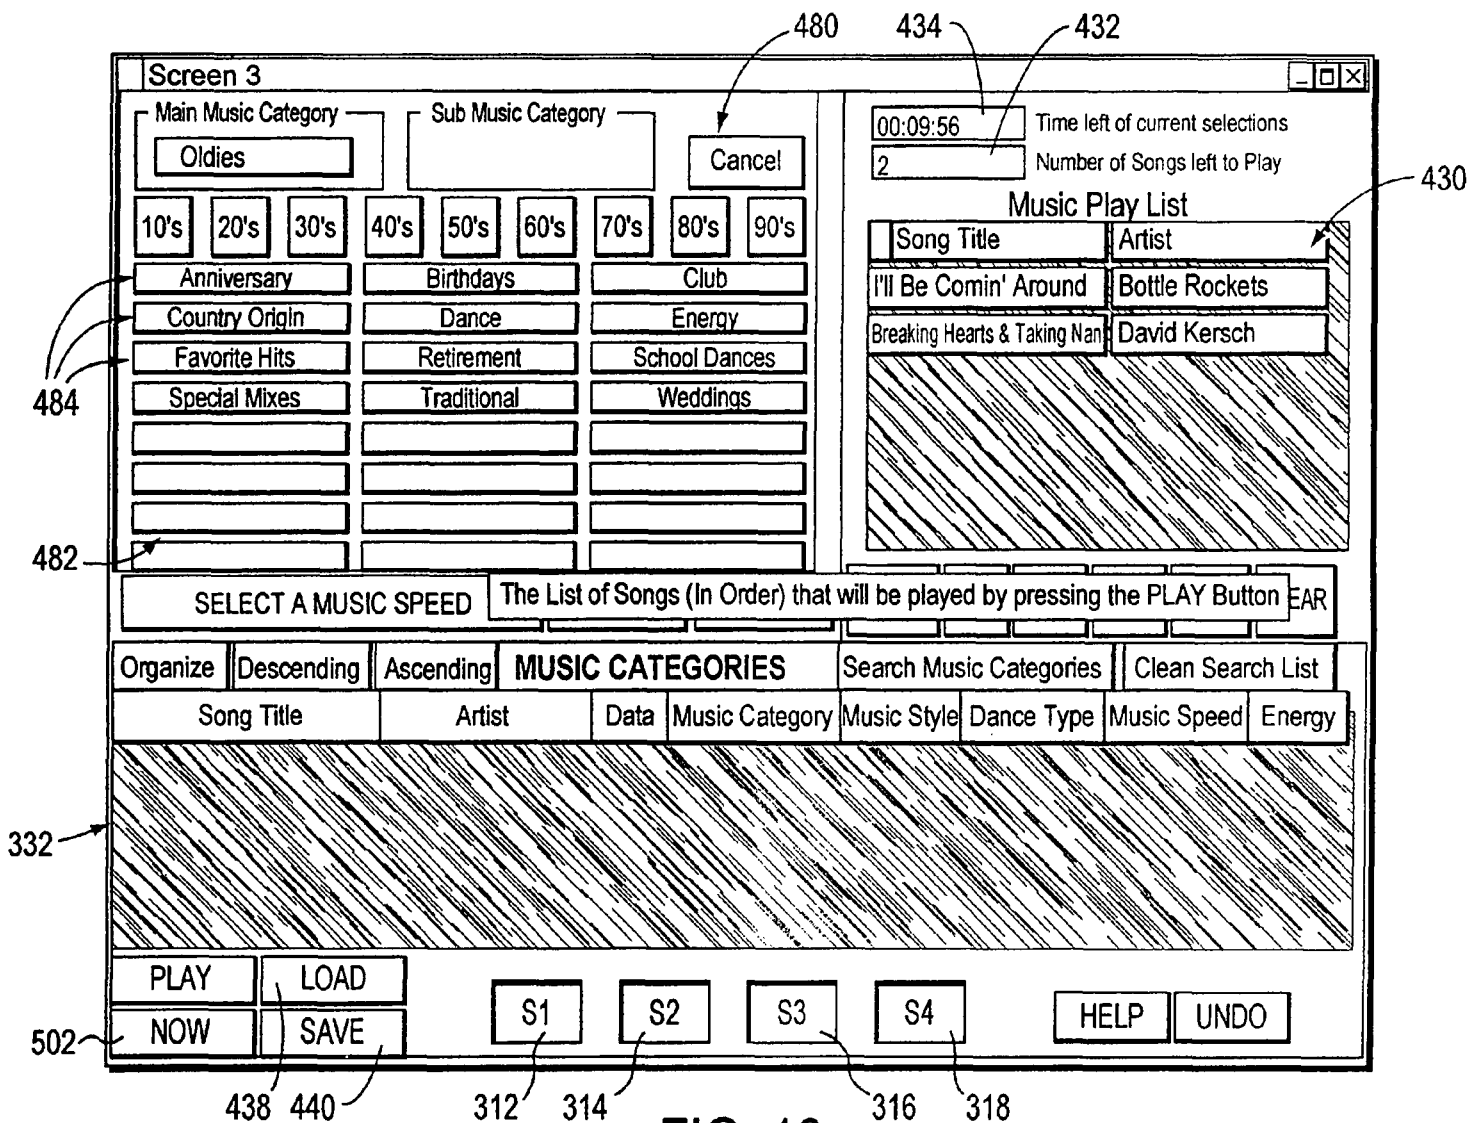 480 434 432
Screen 3
Main Music Category Sub Music Category
00:09:56 Time left of current selections
Oldies Cancel
2 Number of Songs left to Play
430
Music Play List
10's 20's 30's 40's 50's 60's 70's 80's 90's
Song Title Artist
Anniversary Birthdays Club
I'll Be Comin' Around Bottle Rockets
Country Origin Dance Energy
Breaking Hearts & Taking Nan David Kersch
Favorite Hits Retirement School Dances
484
Special Mixes Traditional Weddings
482
SELECT A MUSIC SPEED The List of Songs (In Order) that will be played by pressing the PLAY Button EAR
Organize Descending Ascending MUSIC CATEGORIES Search Music Categories Clean Search List
Song Title Artist Data Music Category Music Style Dance Type Music Speed Energy
332
PLAY LOAD
S1 S2 S3 S4 HELP UNDO
502 NOW SAVE
438 440 312 314 316 318